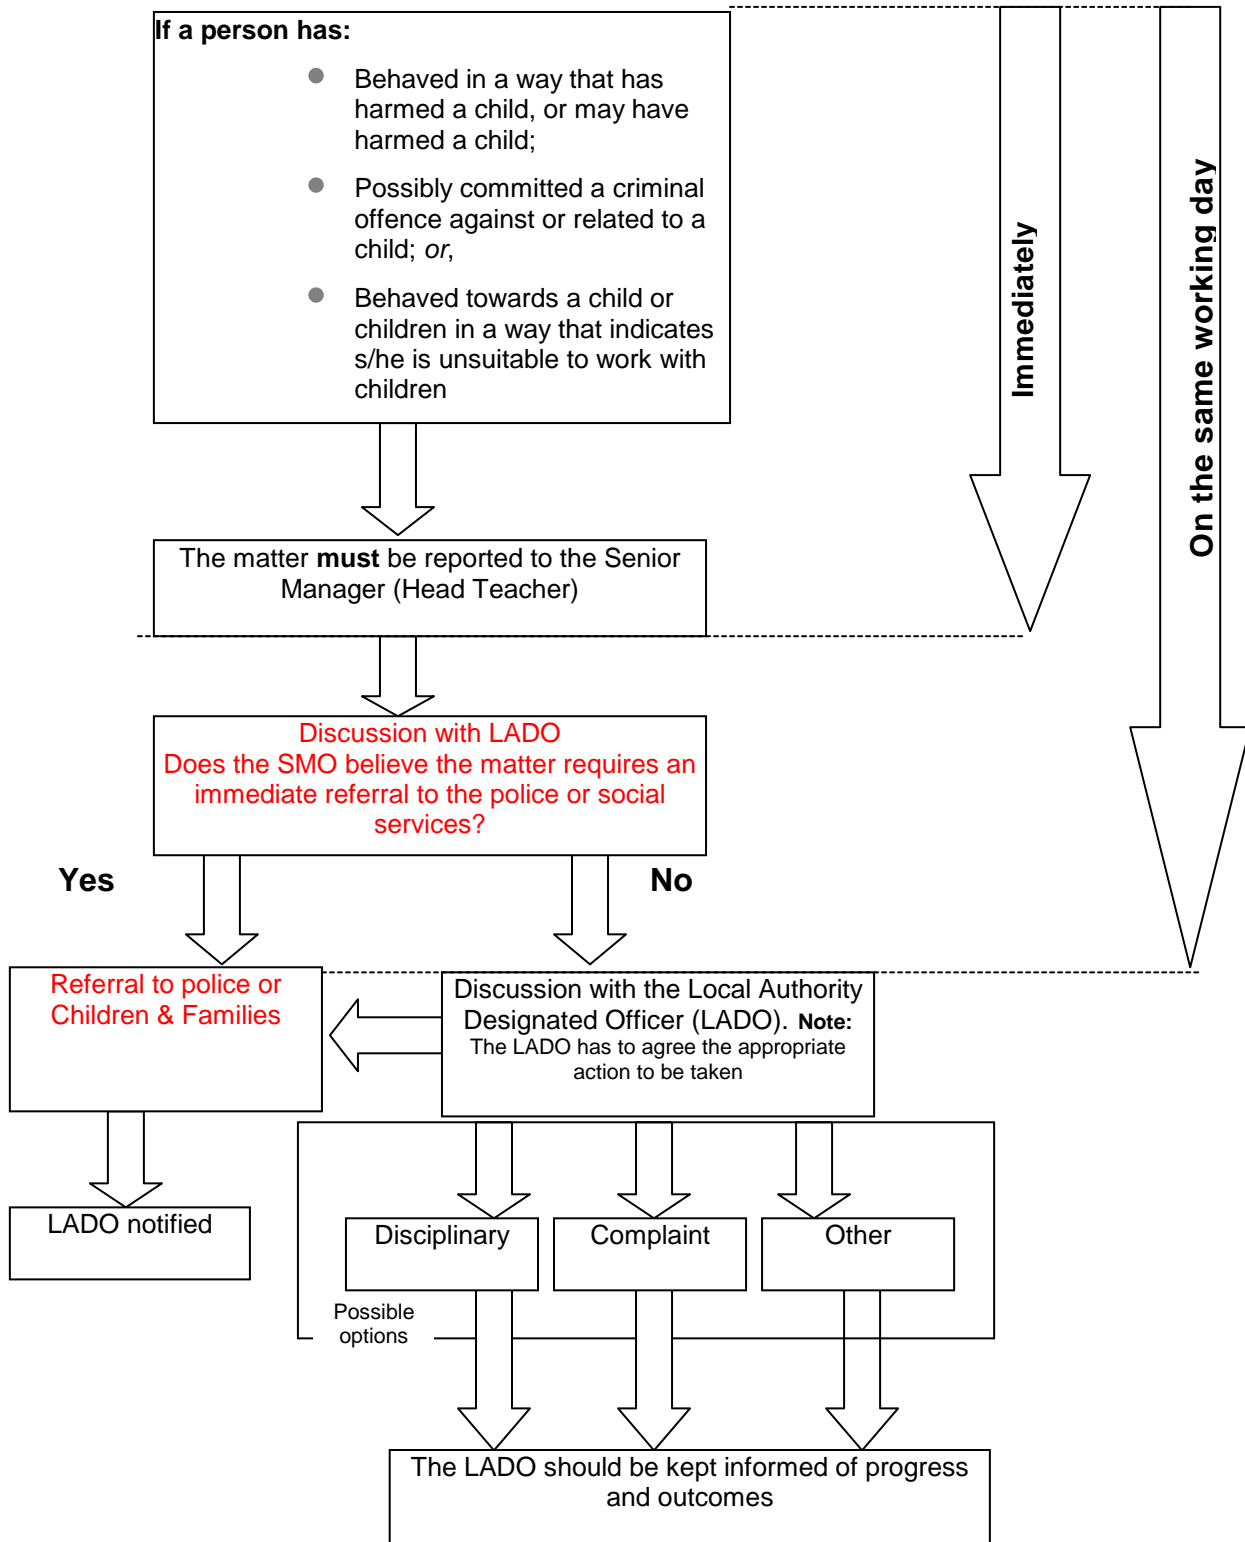 If a person has:
● Behaved in a way that has
harmed a child, or may have
harmed a child;
● Possibly committed a criminal
offence against or related to a
child; or,
● Behaved towards a child or
children in a way that indicates
s/he is unsuitable to work with
children
Immediately
On the same working day
The matter must be reported to the Senior
Manager (Head Teacher)
Discussion with LADO
Does the SMO believe the matter requires an
immediate referral to the police or social
services?
Yes
No
Referral to police or
Children & Families
Discussion with the Local Authority
Designated Officer (LADO). Note:
The LADO has to agree the appropriate
action to be taken
LADO notified
Disciplinary
Complaint
Other
Possible
options
The LADO should be kept informed of progress
and outcomes